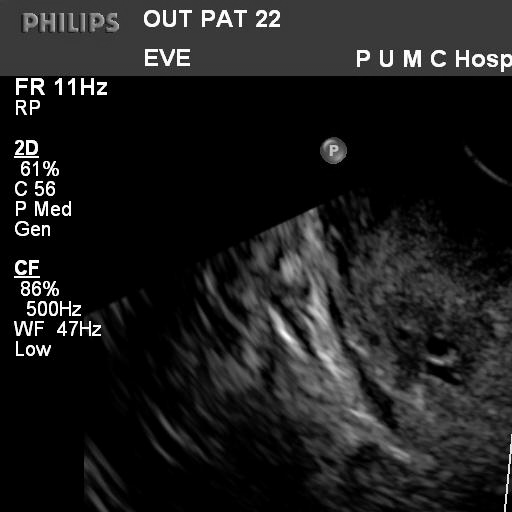 PHILIPS
OUT PAT 22
EVE
P U M C Hosp
FR 11Hz
RP
2D
61%
C 56
P Med
Gen
P
CF
86%
500Hz
WF 47Hz
Low